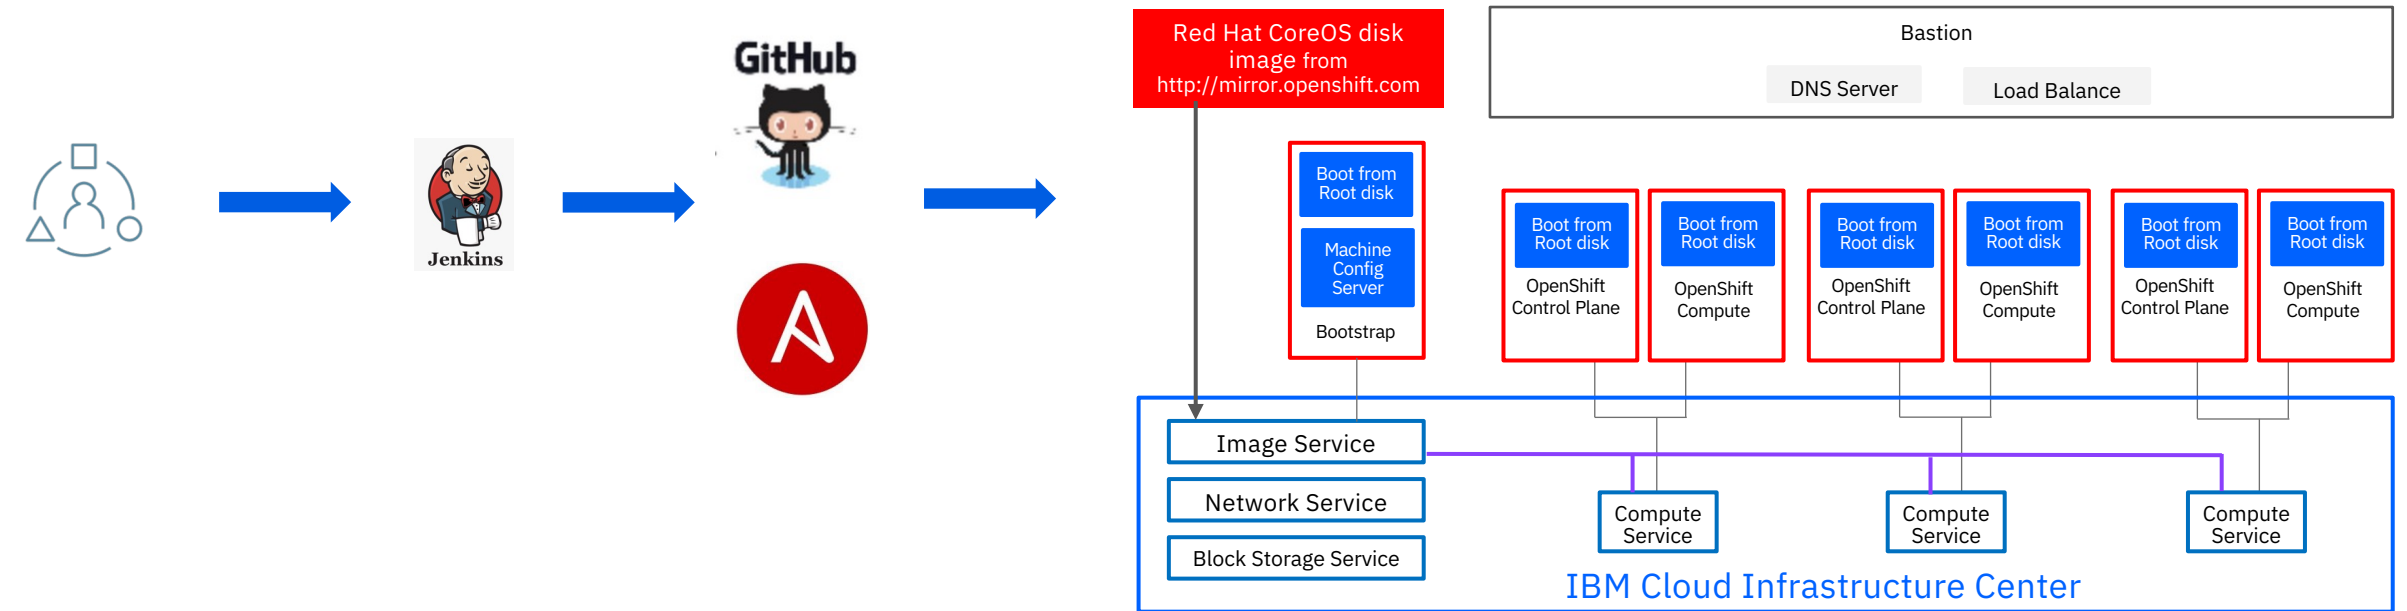 GitHub
Jenkins
Red Hat CoreOS disk
image from
http://mirror.openshift.com
Bastion
DNS Server
Load Balance
Boot from
Root disk
Machine
Config
Server
Bootstrap
Boot from
Root disk
OpenShift
Control Plane
Boot from
Root disk
OpenShift
Compute
Boot from
Root disk
OpenShift
Control Plane
Boot from
Root disk
OpenShift
Compute
Boot from
Root disk
OpenShift
Control Plane
Boot from
Root disk
OpenShift
Compute
Image Service
Network Service
Block Storage Service
Compute
Service
Compute
Service
Compute
Service
IBM Cloud Infrastructure Center